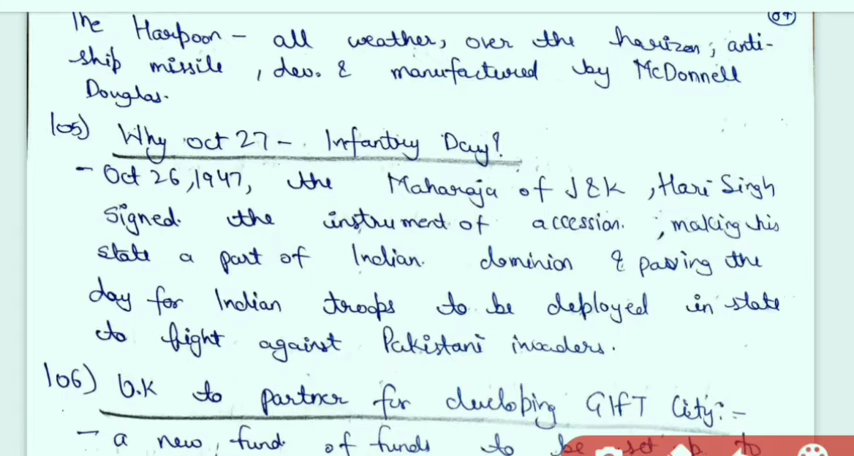 The Harpoon - all weather, over the horizon; anti-
ship missile, dev. & manufactured by McDonnell
Douglas.
105) Why Oct 27 - Infantry Day?
- Oct 26, 1947, the Maharaja of J&K, Hari Singh
signed the instrument of accession. ; making his
state a part of Indian dominion & paving the
day for Indian troops to be deployed in state
to fight against Pakistani invaders.
106) U.K to partner for developing GIFT City:-
- a new fund of funds to be set